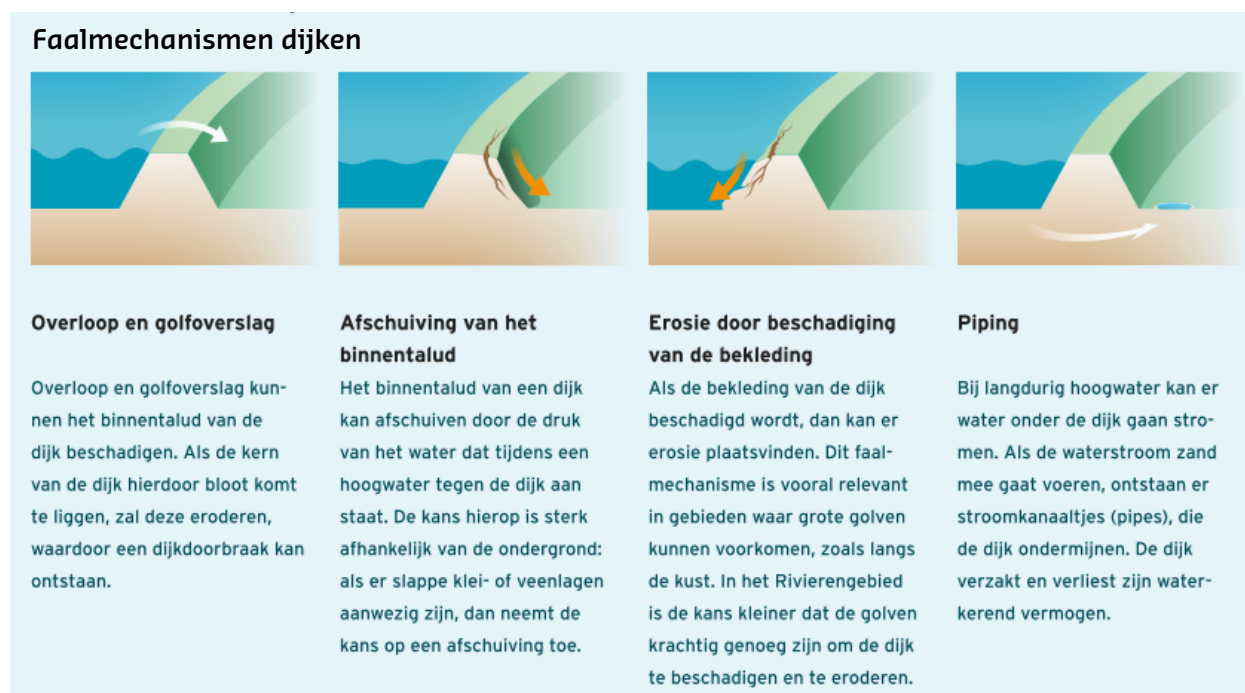 Faalmechanismen dijken
Overloop en golfoverslag
Overloop en golfoverslag kun-
nen het binnentalud van de
dijk beschadigen. Als de kern
van de dijk hierdoor bloot komt
te liggen, zal deze eroderen,
waardoor een dijkdoorbraak kan
ontstaan.
Afschuiving van het
binnentalud
Het binnentalud van een dijk
kan afschuiven door de druk
van het water dat tijdens een
hoogwater tegen de dijk aan
staat. De kans hierop is sterk
afhankelijk van de ondergrond:
als er slappe klei- of veenlagen
aanwezig zijn, dan neemt de
kans op een afschuiving toe.
Erosie door beschadiging
van de bekleding
Als de bekleding van de dijk
beschadigd wordt, dan kan er
erosie plaatsvinden. Dit faal-
mechanisme is vooral relevant
in gebieden waar grote golven
kunnen voorkomen, zoals langs
de kust. In het Rivierengebied
is de kans kleiner dat de golven
krachtig genoeg zijn om de dijk
te beschadigen en te eroderen.
Piping
Bij langdurig hoogwater kan er
water onder de dijk gaan stro-
men. Als de waterstroom zand
mee gaat voeren, ontstaan er
stroomkanaaltjes (pipes), die
de dijk ondermijnen. De dijk
verzakt en verliest zijn water-
kerend vermogen.